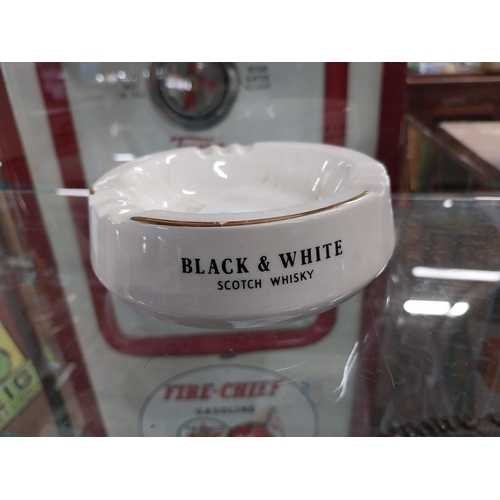 BLACK & WHITE
SCOTCH WHISKY
FIRE-CHIEF
GASOLINE